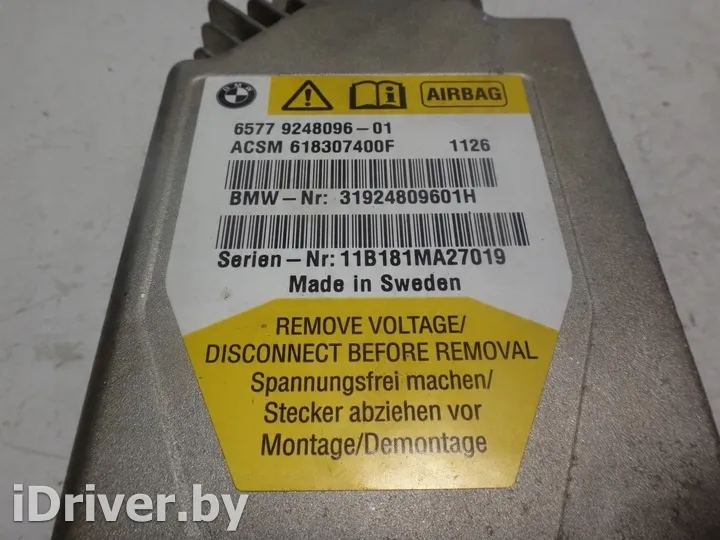 BMW
AIRBAG
6577 9248096-01
ACSM 618307400F 1126
BMW-Nr: 31924809601H
Serien-Nr: 11B181MA27019
Made in Sweden
REMOVE VOLTAGE/
DISCONNECT BEFORE REMOVAL
Spannungsfrei machen/
Stecker abziehen vor
Montage/Demontage
iDriver.by